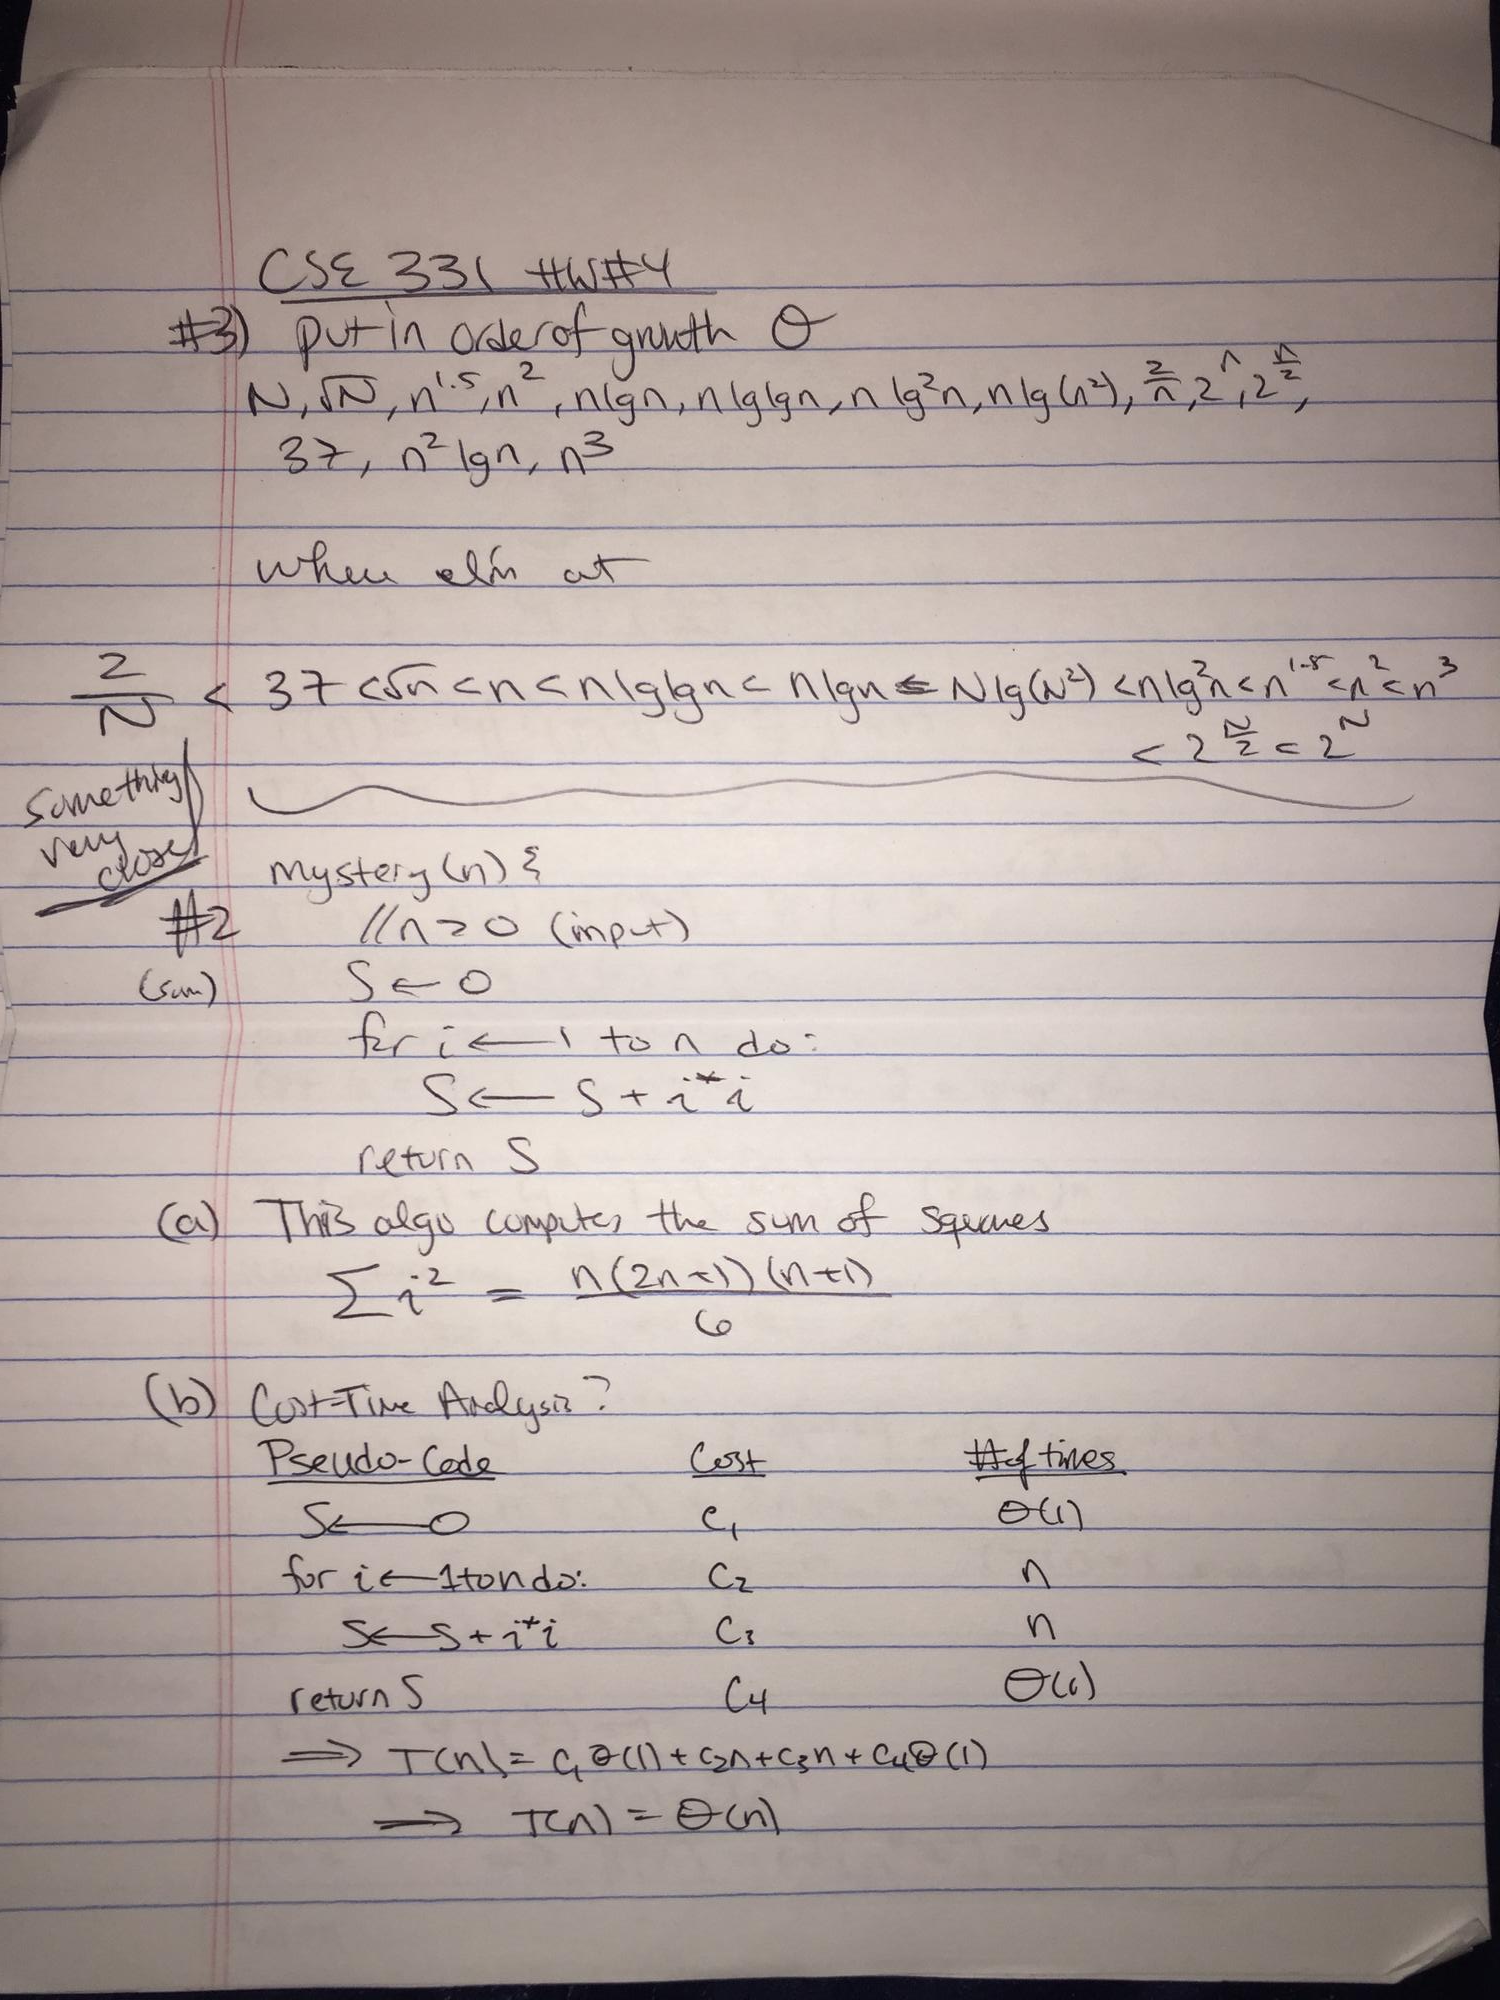 CSE 331 HW#4
#3) put in order of growth Θ
N, √N, n^1.5, n^2, nlgn, nlglgn, n lg^2n, nlg(n^2), 2/n, 2^n, 2^(n/2),
37, n^2 lgn, n^3
at
2/N < 37 < √n < n < nlglgn < nlgn ≤ Nlg(N^2) < nlg^2n < n^1.5 < n^2 < n^3
< 2^(N/2) < 2^N
something
very
close
mystery(n) {
#2 //n>0 (input)
(sum) S ← 0
for i ← 1 to n do:
S ← S + i*i
return S
(a) This algo computes the sum of squares
∑ i^2 = n(2n+1)(n+1)/6
(b) Cost-Time Analysis?
Pseudo-Code Cost # of times
S ← 0 C1 Θ(1)
for i ← 1 to n do: C2 n
S ← S + i*i C3 n
return S C4 Θ(1)
⇒ T(n) = C1Θ(1) + C2n + C3n + C4Θ(1)
⇒ T(n) = Θ(n)